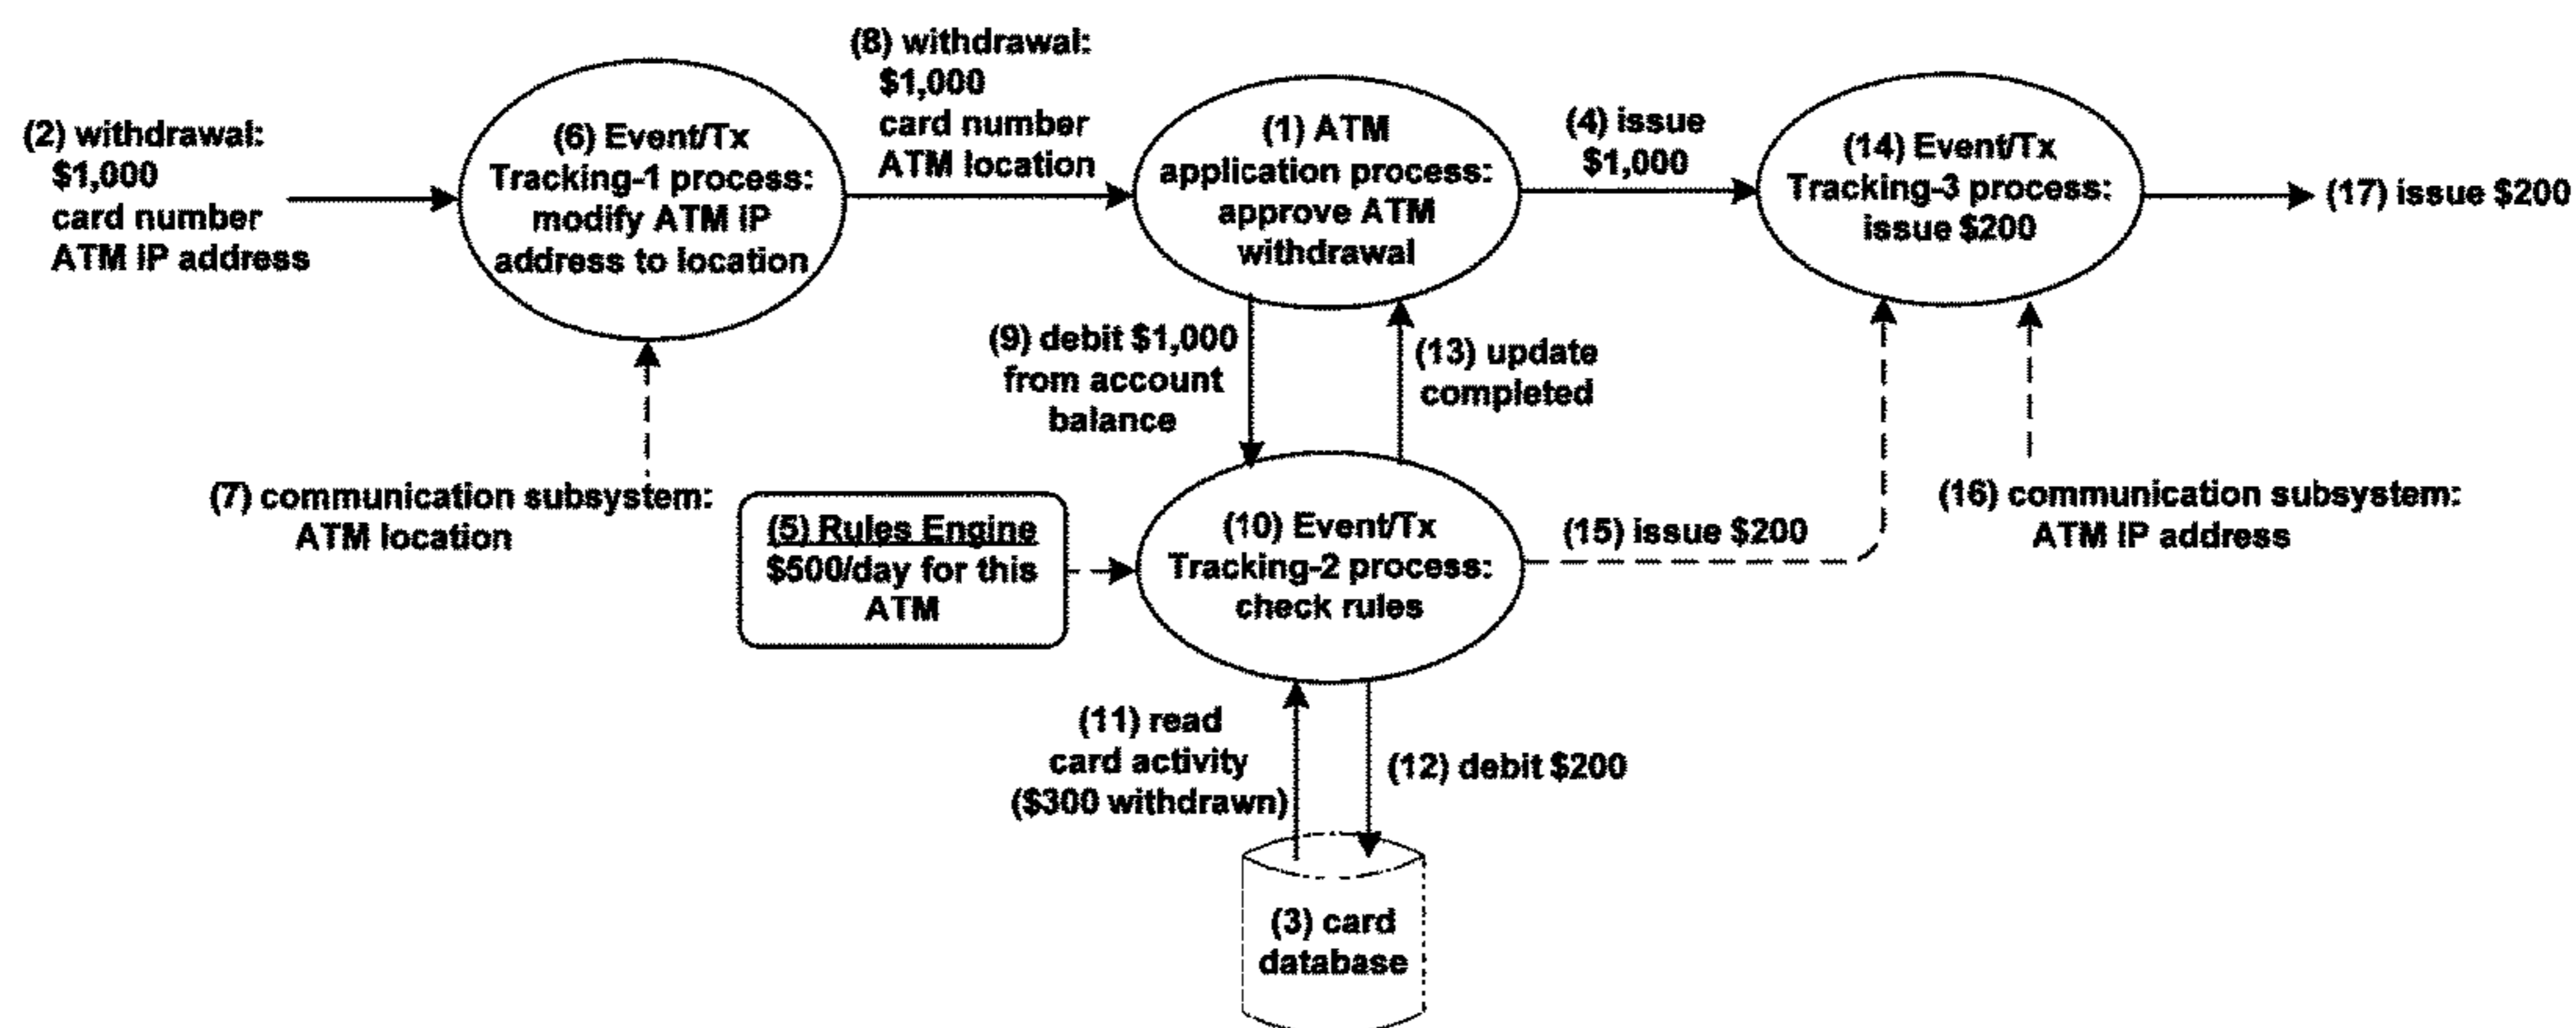 (2) withdrawal:
$1,000
card number
ATM IP address
(6) Event/Tx
Tracking-1 process:
modify ATM IP
address to location
(7) communication subsystem:
ATM location
(8) withdrawal:
$1,000
card number
ATM location
(1) ATM
application process:
approve ATM
withdrawal
(4) issue
$1,000
(14) Event/Tx
Tracking-3 process:
issue $200
(17) issue $200
(9) debit $1,000
from account
balance
(13) update
completed
(5) Rules Engine
$500/day for this
ATM
(10) Event/Tx
Tracking-2 process:
check rules
(15) issue $200
(16) communication subsystem:
ATM IP address
(11) read
card activity
($300 withdrawn)
(12) debit $200
(3) card
database